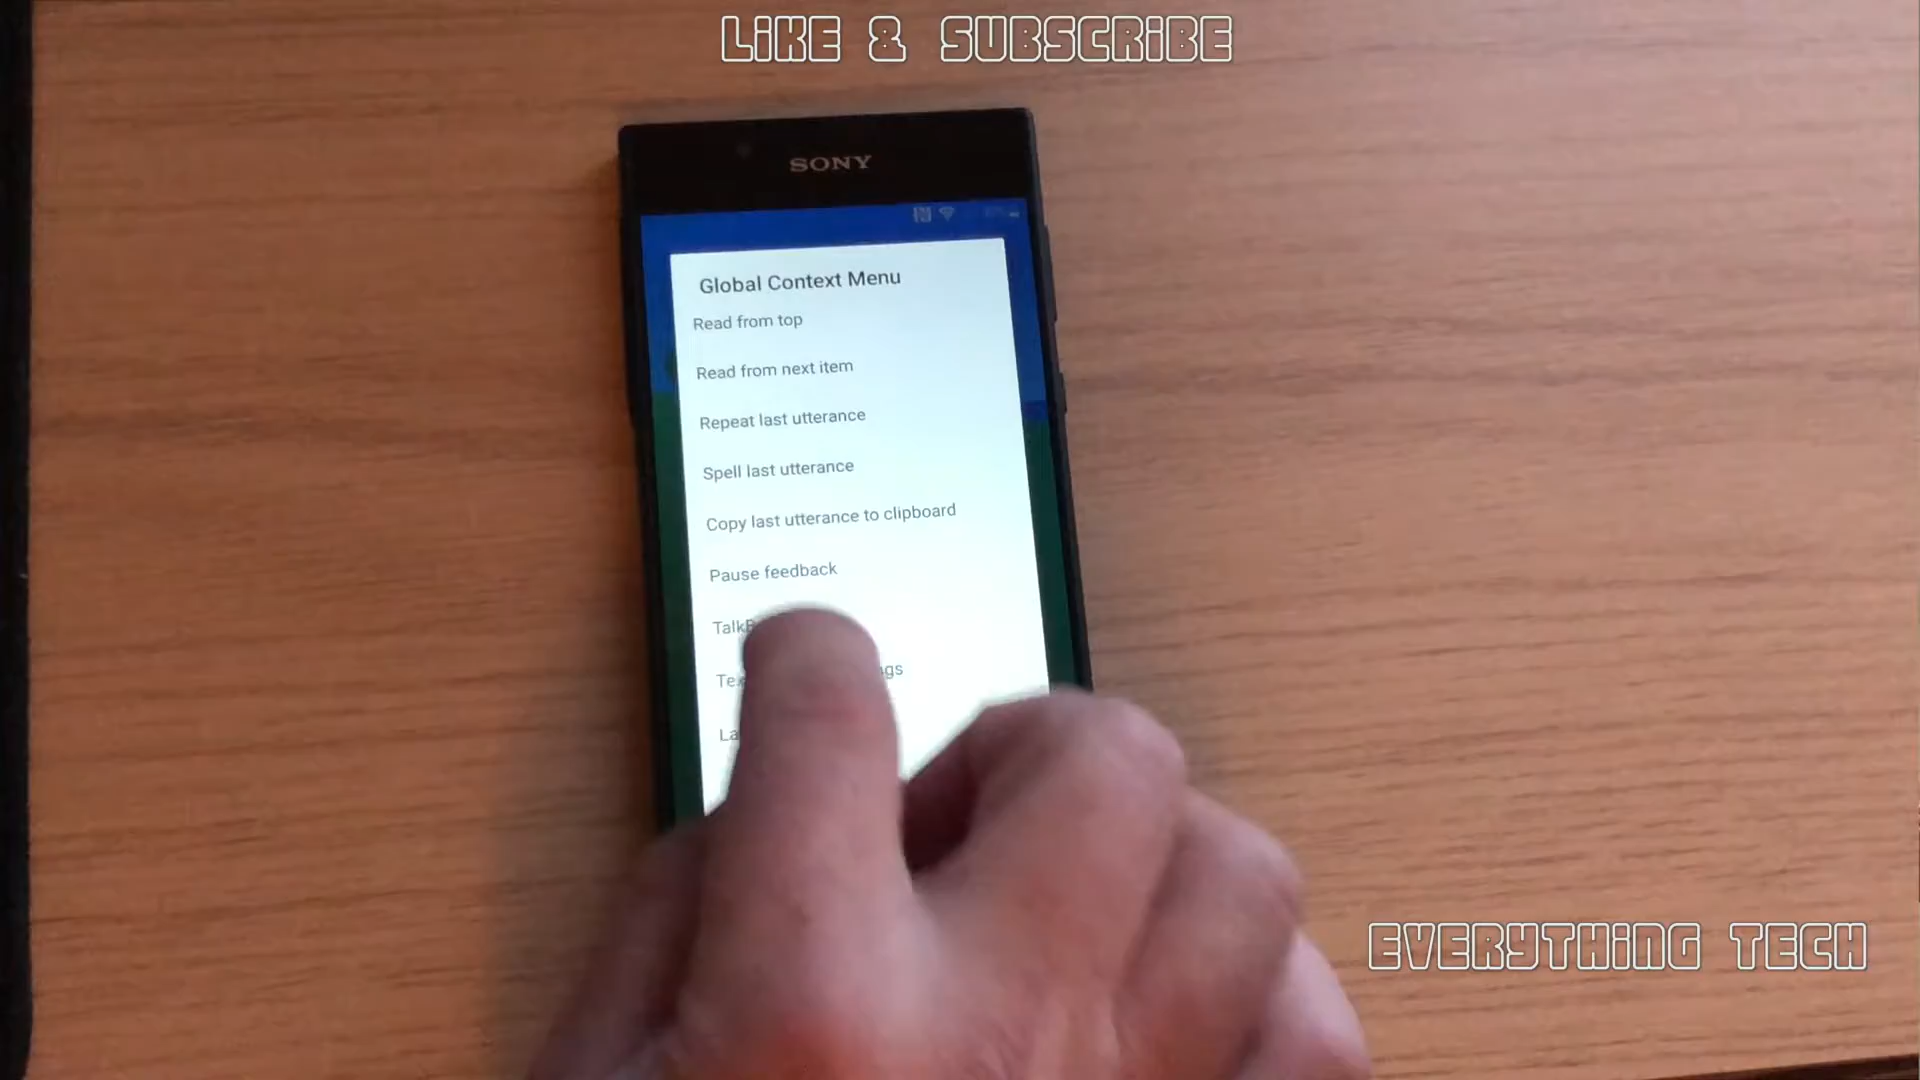 LiKE & SUBSCRiBE
SONY
Global Context Menu
Read from top
Read from next item
Repeat last utterance
Spell last utterance
Copy last utterance to clipboard
Pause feedback
EVERYTHiNG TECH